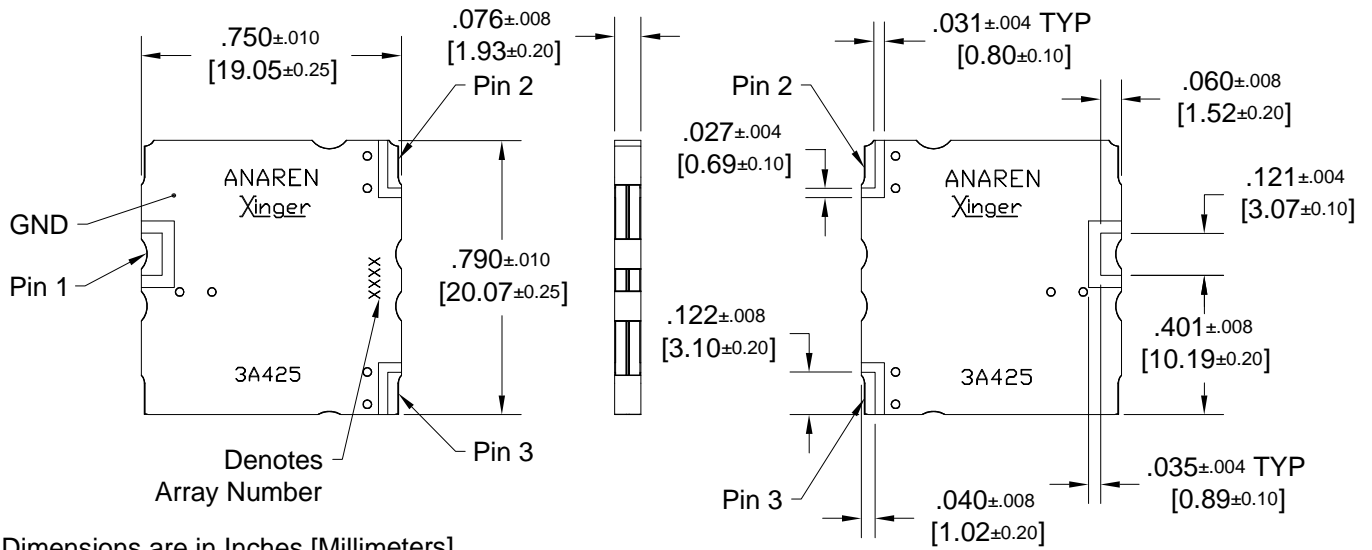 .750±.010
[19.05±0.25]
.076±.008
[1.93±0.20]
Pin 2
ANAREN
Xinger
GND
Pin 1
XXXX
.790±.010
[20.07±0.25]
3A425
Pin 3
Denotes
Array Number
.031±.004 TYP
[0.80±0.10]
Pin 2
.027±.004
[0.69±0.10]
.060±.008
[1.52±0.20]
ANAREN
Xinger
.121±.004
[3.07±0.10]
.122±.008
[3.10±0.20]
.401±.008
[10.19±0.20]
3A425
Pin 3
.040±.008
[1.02±0.20]
.035±.004 TYP
[0.89±0.10]
Dimensions are in Inches [Millimeters]